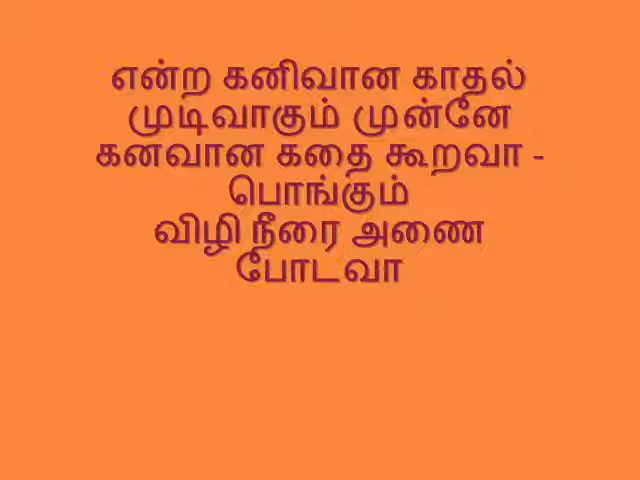 என்ற கனிவான காதல்
முடிவாகும் முன்னே
கனவான கதை கூறவா -
பொங்கும்
விழி நீரை அணை
போடவா